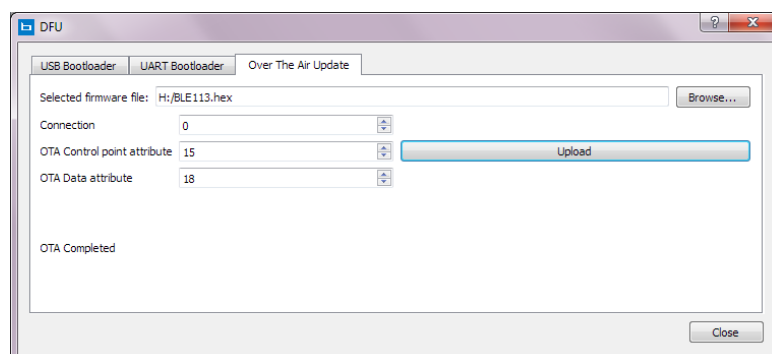 DFU
USB Bootloader UART Bootloader Over The Air Update
Selected firmware file: H:/BLE113.hex Browse...
Connection 0
OTA Control point attribute 15 Upload
OTA Data attribute 18
OTA Completed
Close